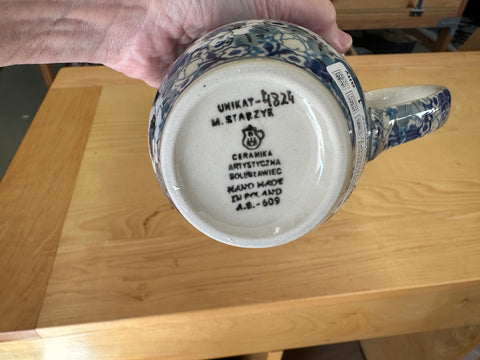 UNIKAT-4824
M. STARZYK
CERAMIKA
ARTYSTYCZNA
BOLESŁAWIEC
HAND MADE
IN POLAND
A.S.-609